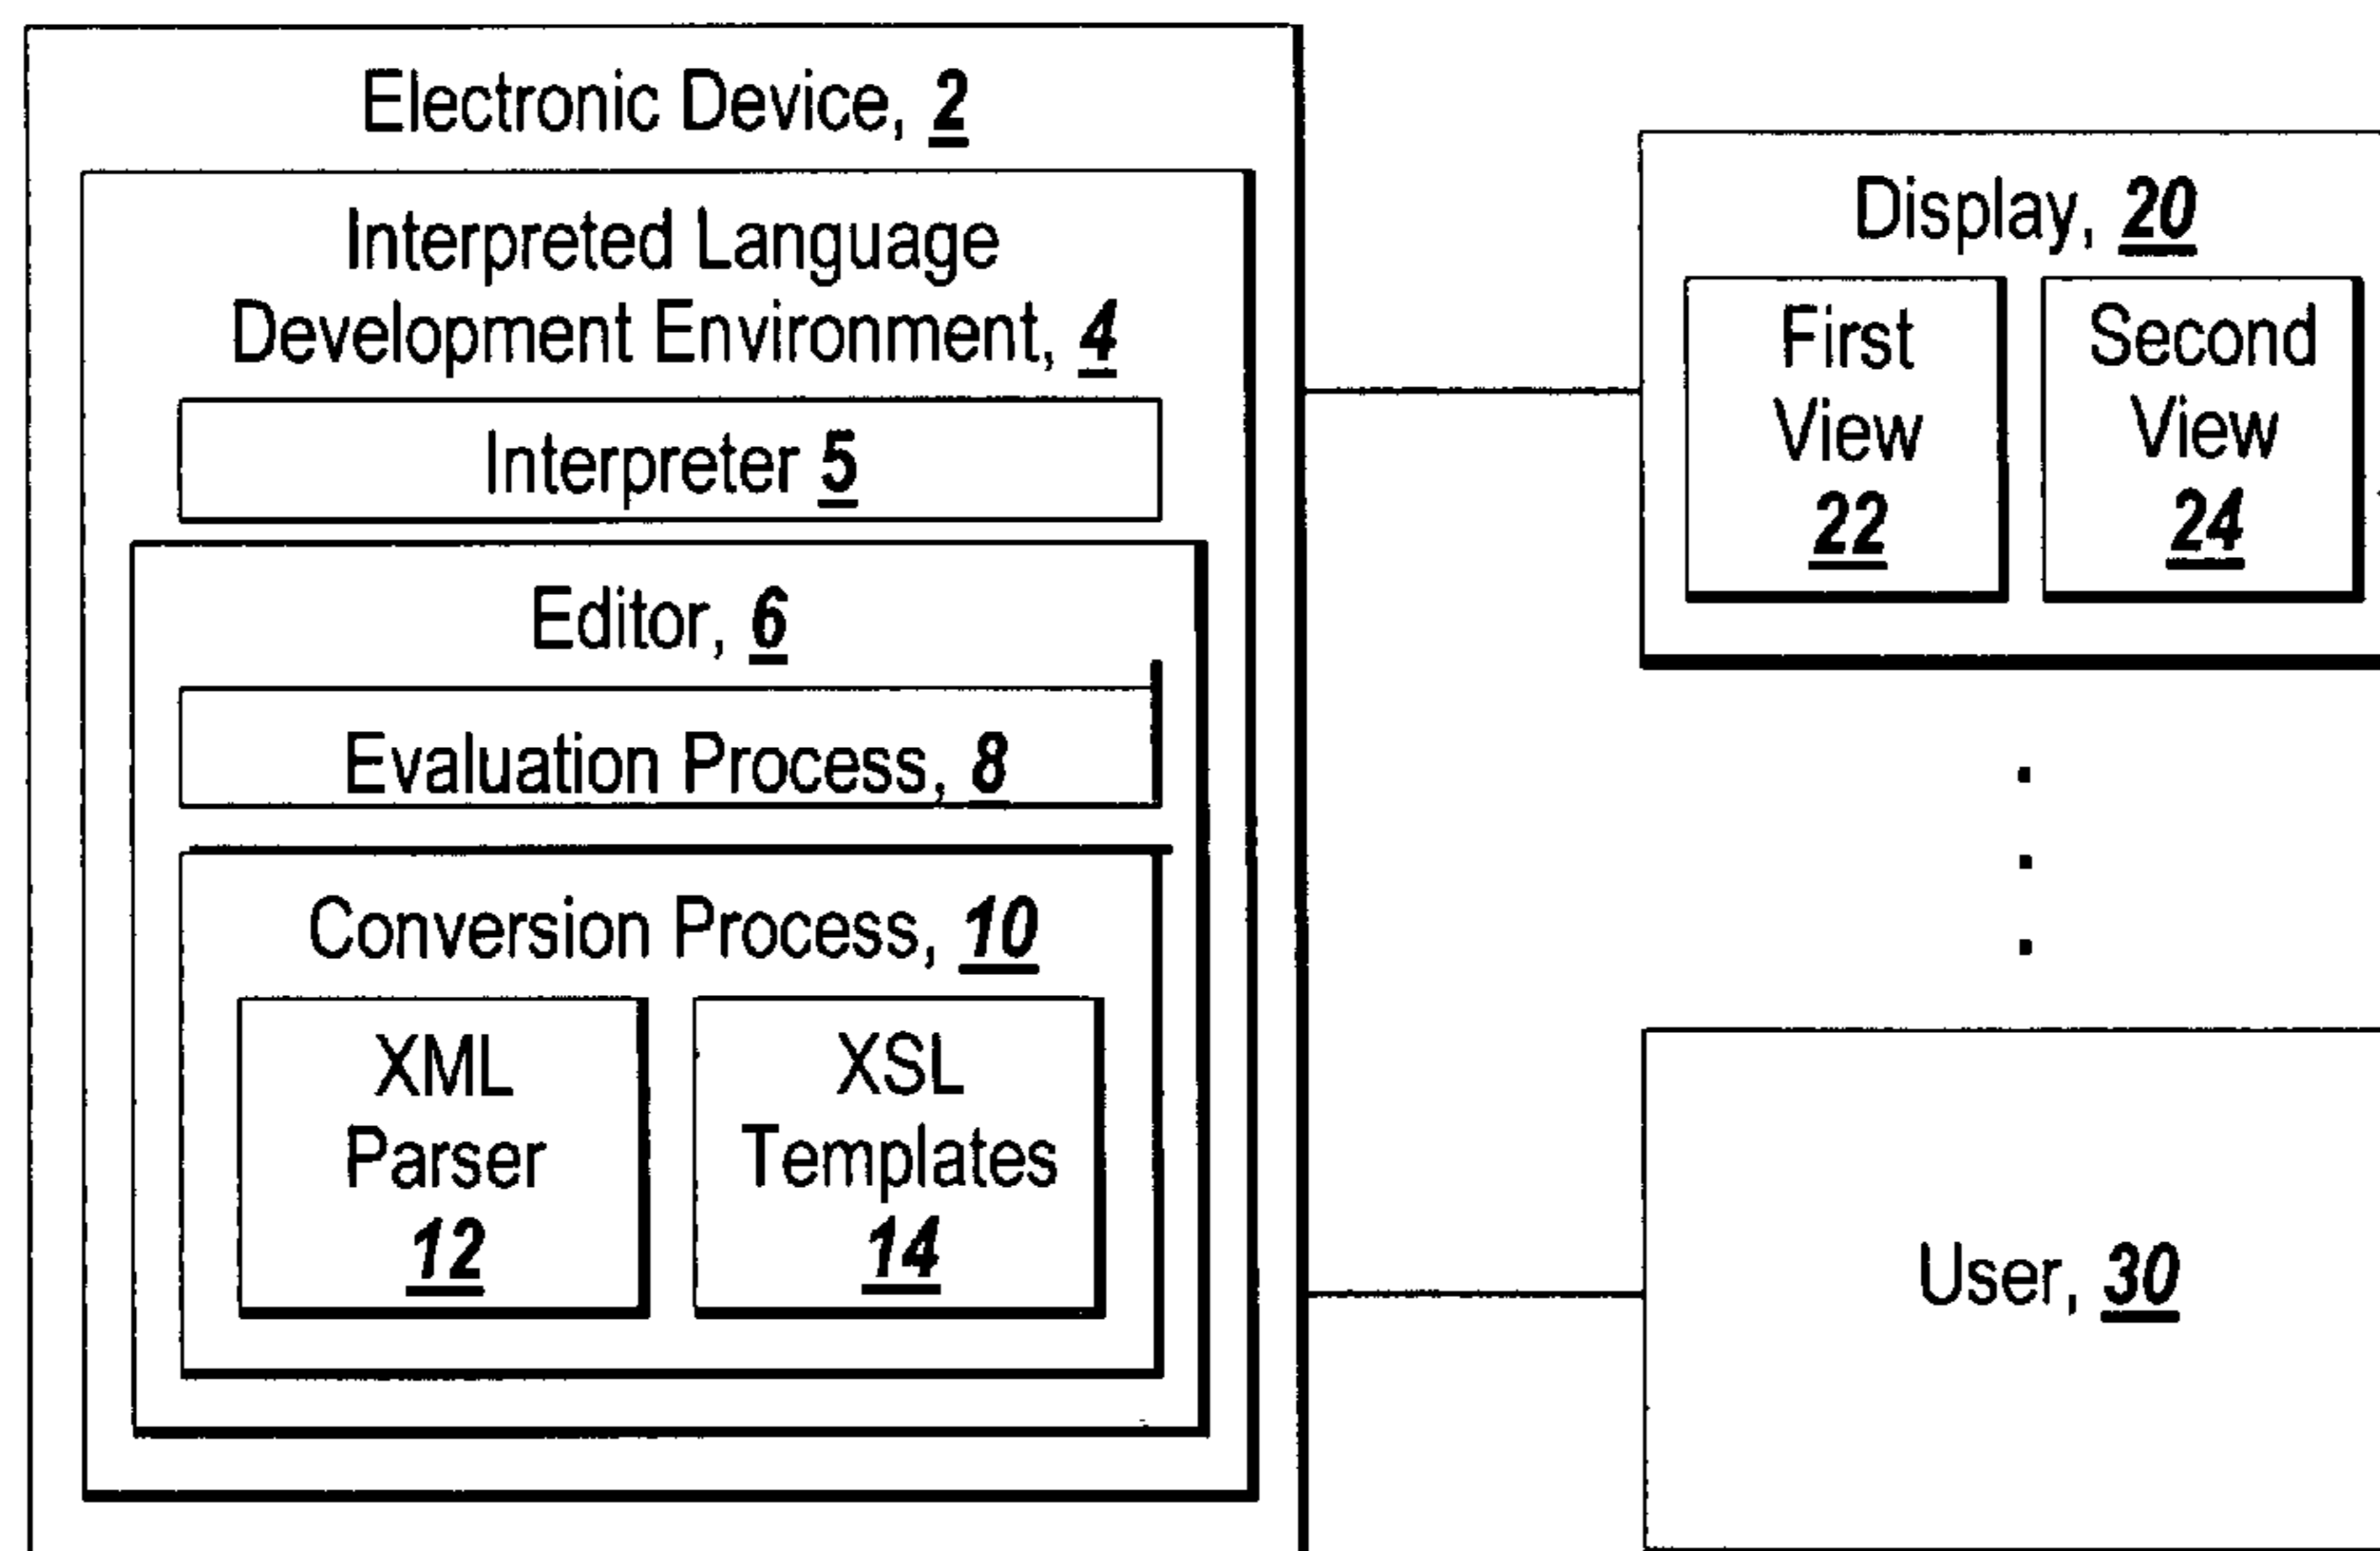 Electronic Device, 2
Interpreted Language
Development Environment, 4
Interpreter 5
Editor, 6
Evaluation Process, 8
Conversion Process, 10
XML
Parser
12
XSL
Templates
14
Display, 20
First
View
22
Second
View
24
User, 30